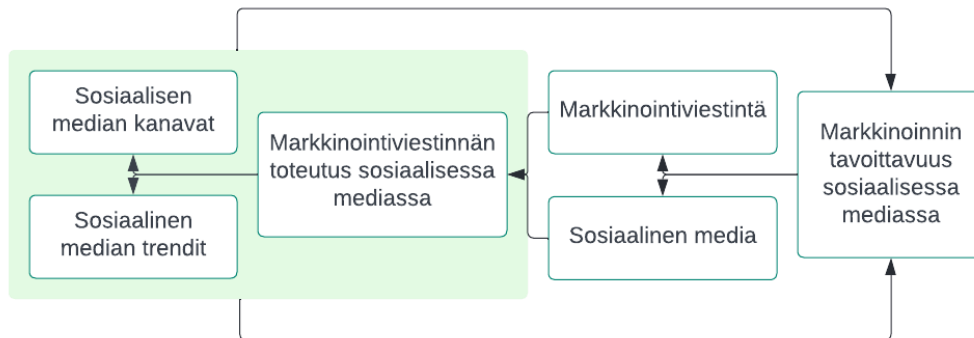 Sosiaalisen
median kanavat
Sosiaalinen
median trendit
Markkinointiviestinnän
toteutus sosiaalisessa
mediassa
Markkinointiviestintä
Sosiaalinen media
Markkinoinnin
tavoittavuus
sosiaalisessa
mediassa